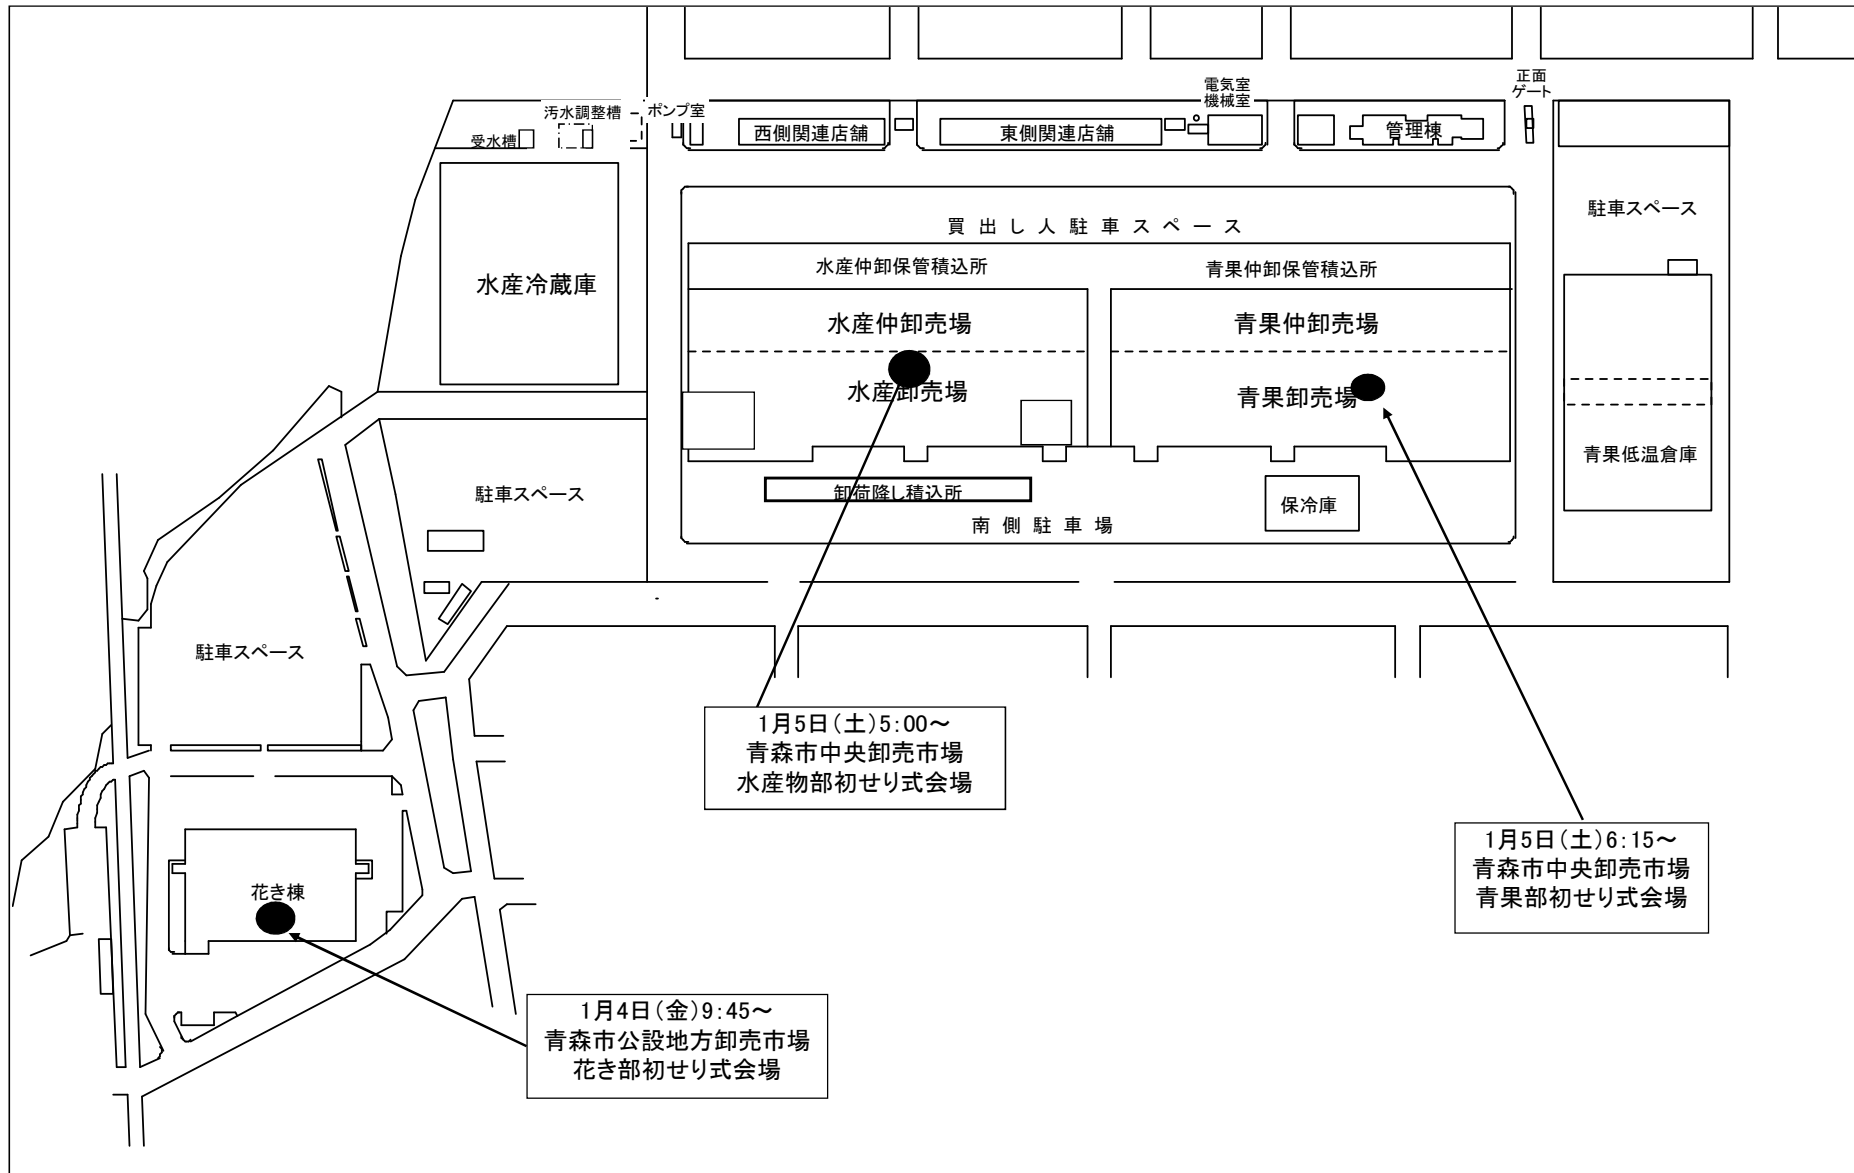 正面
ゲート
電気室
機械室
汚水調整槽
ポンプ室
受水槽
西側関連店舗
東側関連店舗
管理棟
駐車スペース
買出し人駐車スペース
水産仲卸保管積込所
青果仲卸保管積込所
水産冷蔵庫
水産仲卸売場
青果仲卸売場
水産卸売場
青果卸売場
青果低温倉庫
駐車スペース
卸荷降し積込所
保冷庫
南側駐車場
駐車スペース
1月5日(土)5:00~
青森市中央卸売市場
水産物部初せり式会場
1月5日(土)6:15~
青森市中央卸売市場
青果部初せり式会場
花き棟
1月4日(金)9:45~
青森市公設地方卸売市場
花き部初せり式会場